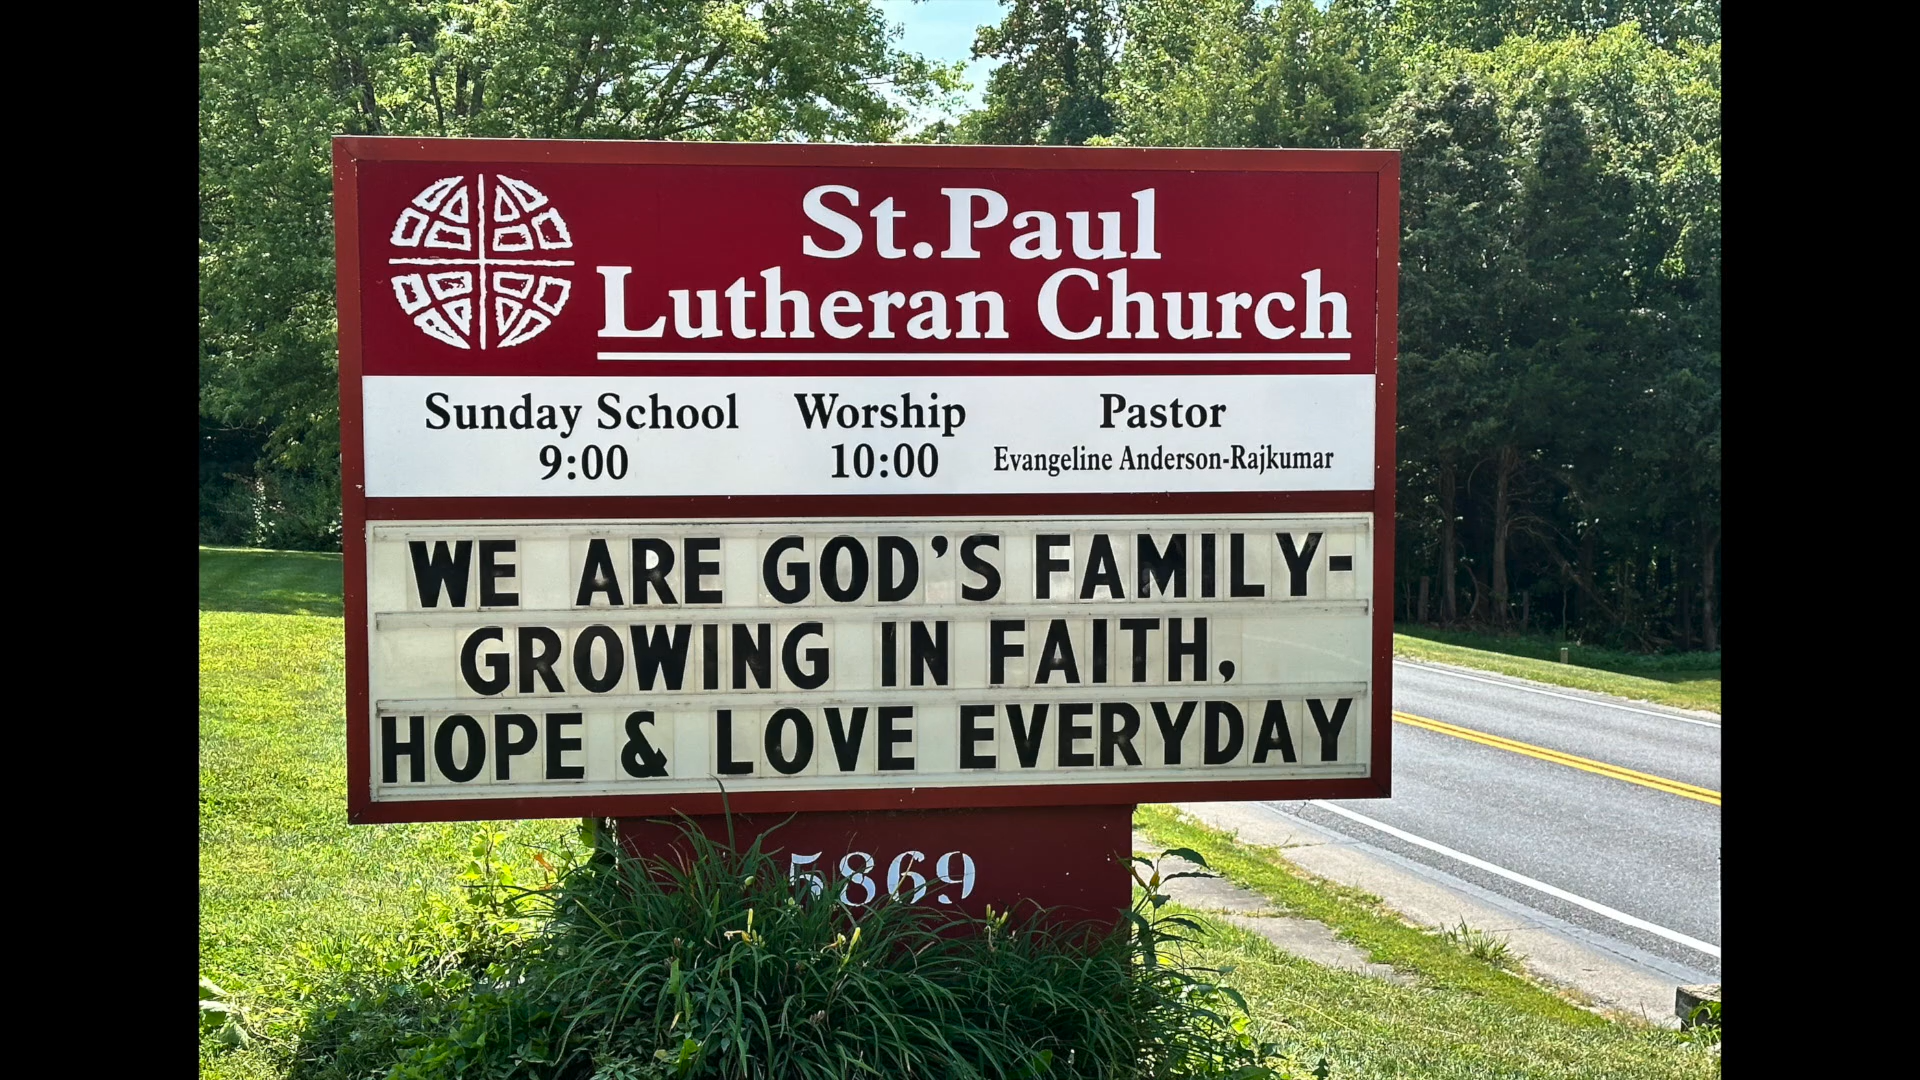 St. Paul
Lutheran Church
Sunday School Worship Pastor
9:00 10:00 Evangeline Anderson-Rajkumar
WE ARE GOD'S FAMILY-
GROWING IN FAITH,
HOPE & LOVE EVERYDAY
5869